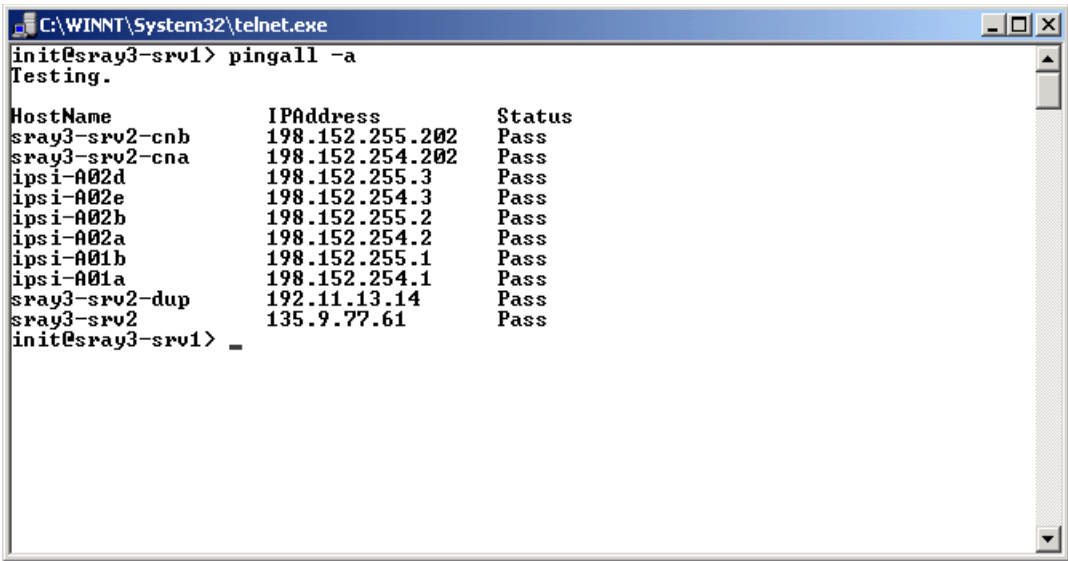 C:\WINNT\System32\telnet.exe
init@sray3-srv1> pingall -a
Testing.
HostName IPAddress Status
sray3-srv2-cnb 198.152.255.202 Pass
sray3-srv2-cna 198.152.254.202 Pass
ipsi-A02d 198.152.255.3 Pass
ipsi-A02e 198.152.254.3 Pass
ipsi-A02b 198.152.255.2 Pass
ipsi-A02a 198.152.254.2 Pass
ipsi-A01b 198.152.255.1 Pass
ipsi-A01a 198.152.254.1 Pass
sray3-srv2-dup 192.11.13.14 Pass
sray3-srv2 135.9.77.61 Pass
init@sray3-srv1> _